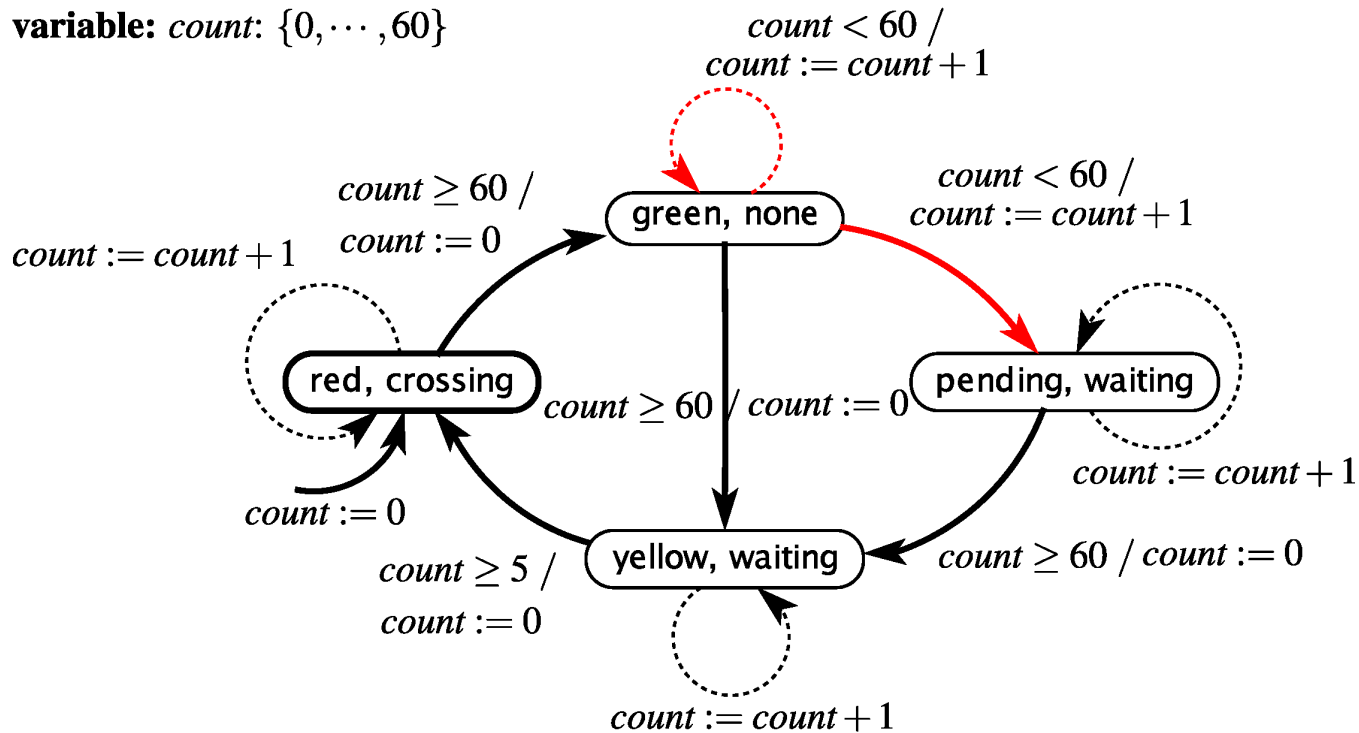 variable: count: {0, ⋯ , 60}
count < 60 /
count := count + 1
count ≥ 60 /
count := 0
count < 60 /
count := count + 1
green, none
count := count + 1
red, crossing
pending, waiting
count ≥ 60 / count := 0
count := count + 1
count := 0
yellow, waiting
count ≥ 60 / count := 0
count ≥ 5 /
count := 0
count := count + 1